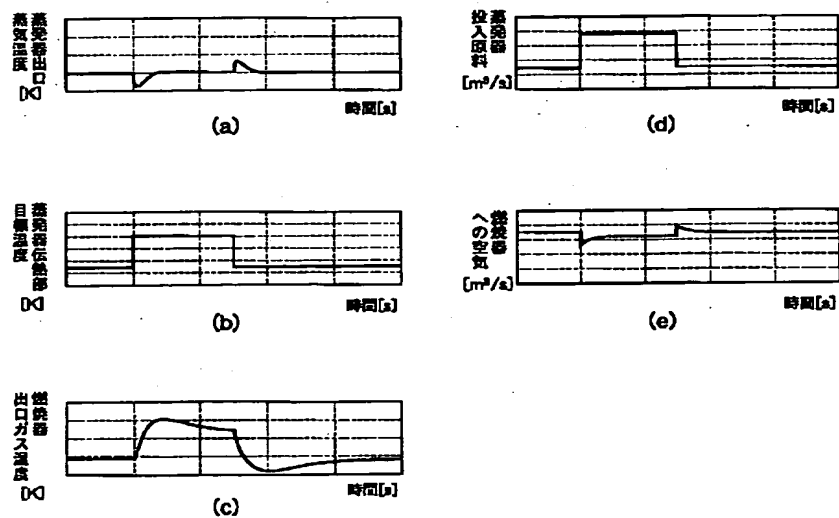 蒸発器出口
蒸気温度
[K]
時間[s]
(a)
蒸発器伝熱部
目標温度
[K]
時間[s]
(b)
燃焼器
出口ガス温度
[K]
時間[s]
(c)
蒸発器
投入原料
[m³/s]
時間[s]
(d)
燃焼器
への空気
[m³/s]
時間[s]
(e)